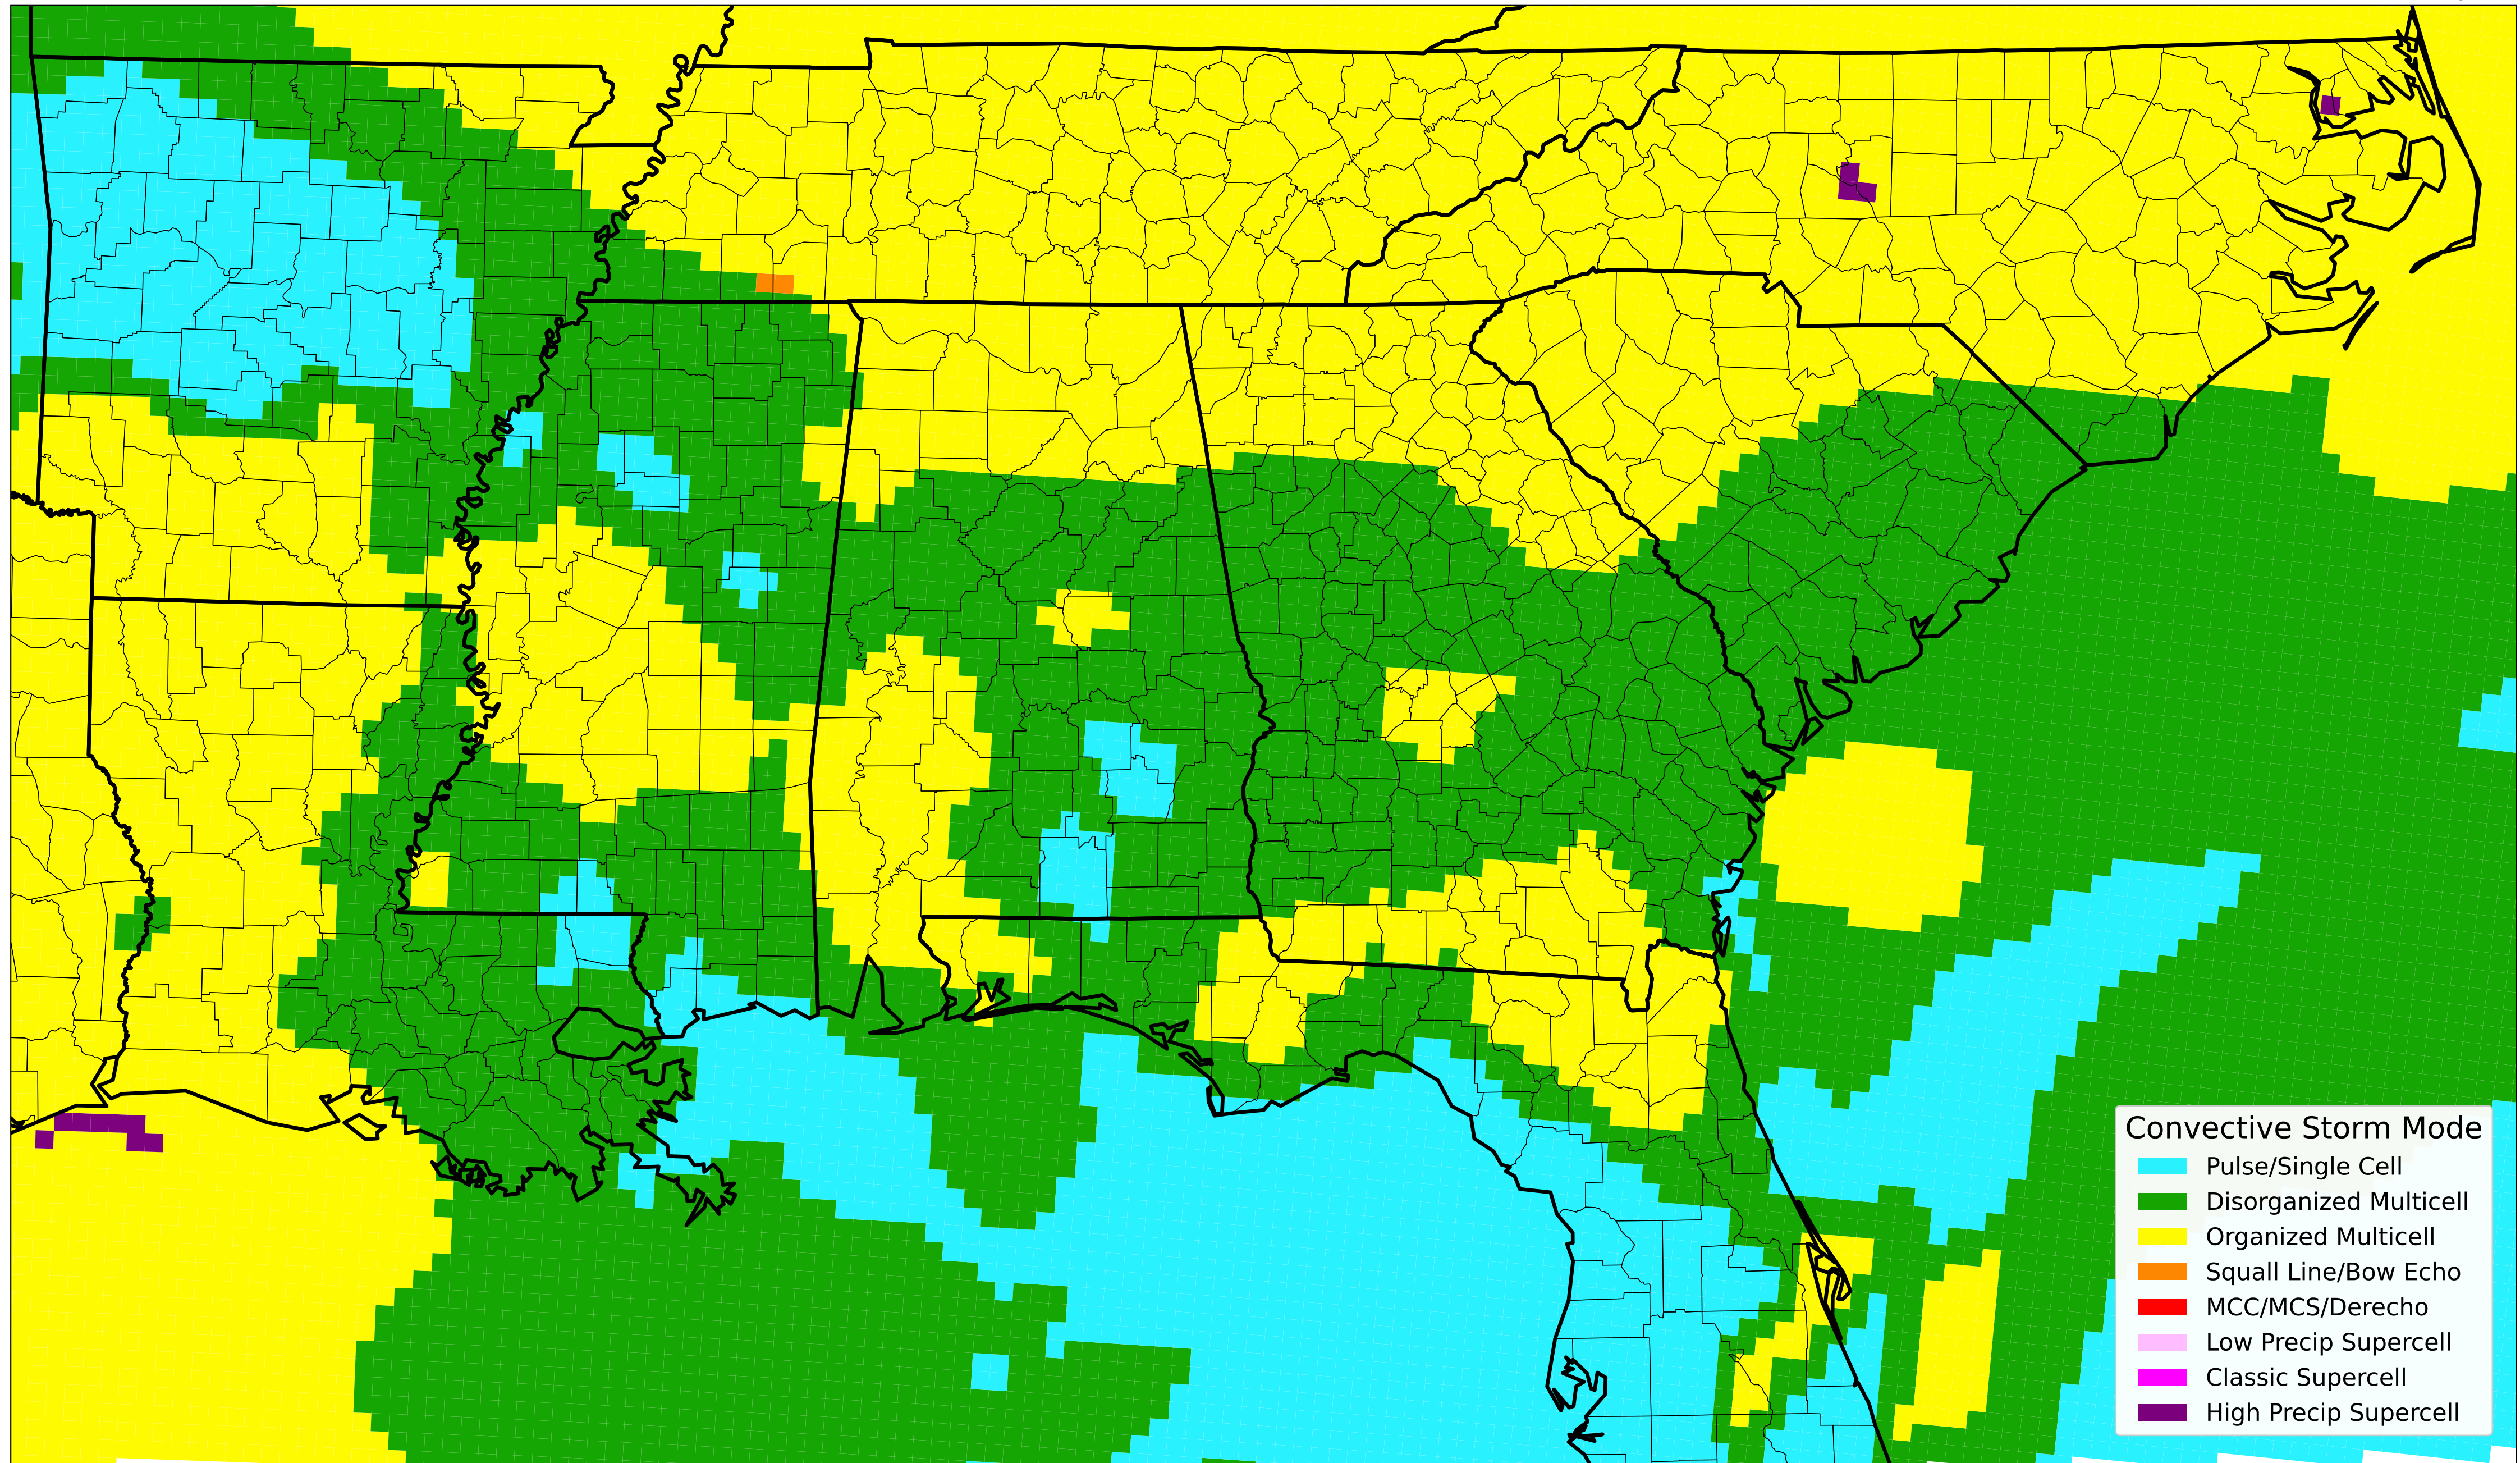 Convective Storm Mode
Pulse/Single Cell
Disorganized Multicell
Organized Multicell
Squall Line/Bow Echo
MCC/MCS/Derecho
Low Precip Supercell
Classic Supercell
High Precip Supercell